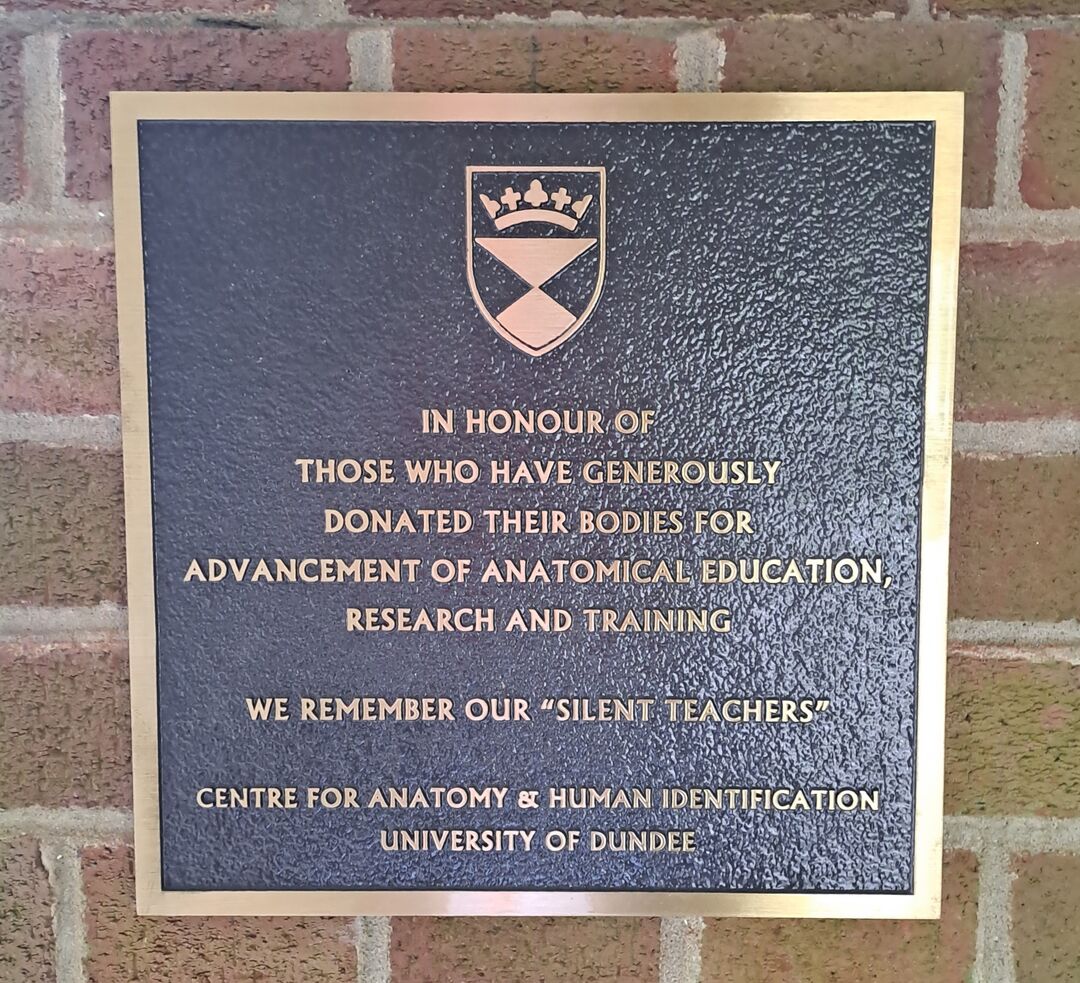 IN HONOUR OF
THOSE WHO HAVE GENEROUSLY
DONATED THEIR BODIES FOR
ADVANCEMENT OF ANATOMICAL EDUCATION,
RESEARCH AND TRAINING
WE REMEMBER OUR “SILENT TEACHERS”
CENTRE FOR ANATOMY & HUMAN IDENTIFICATION
UNIVERSITY OF DUNDEE